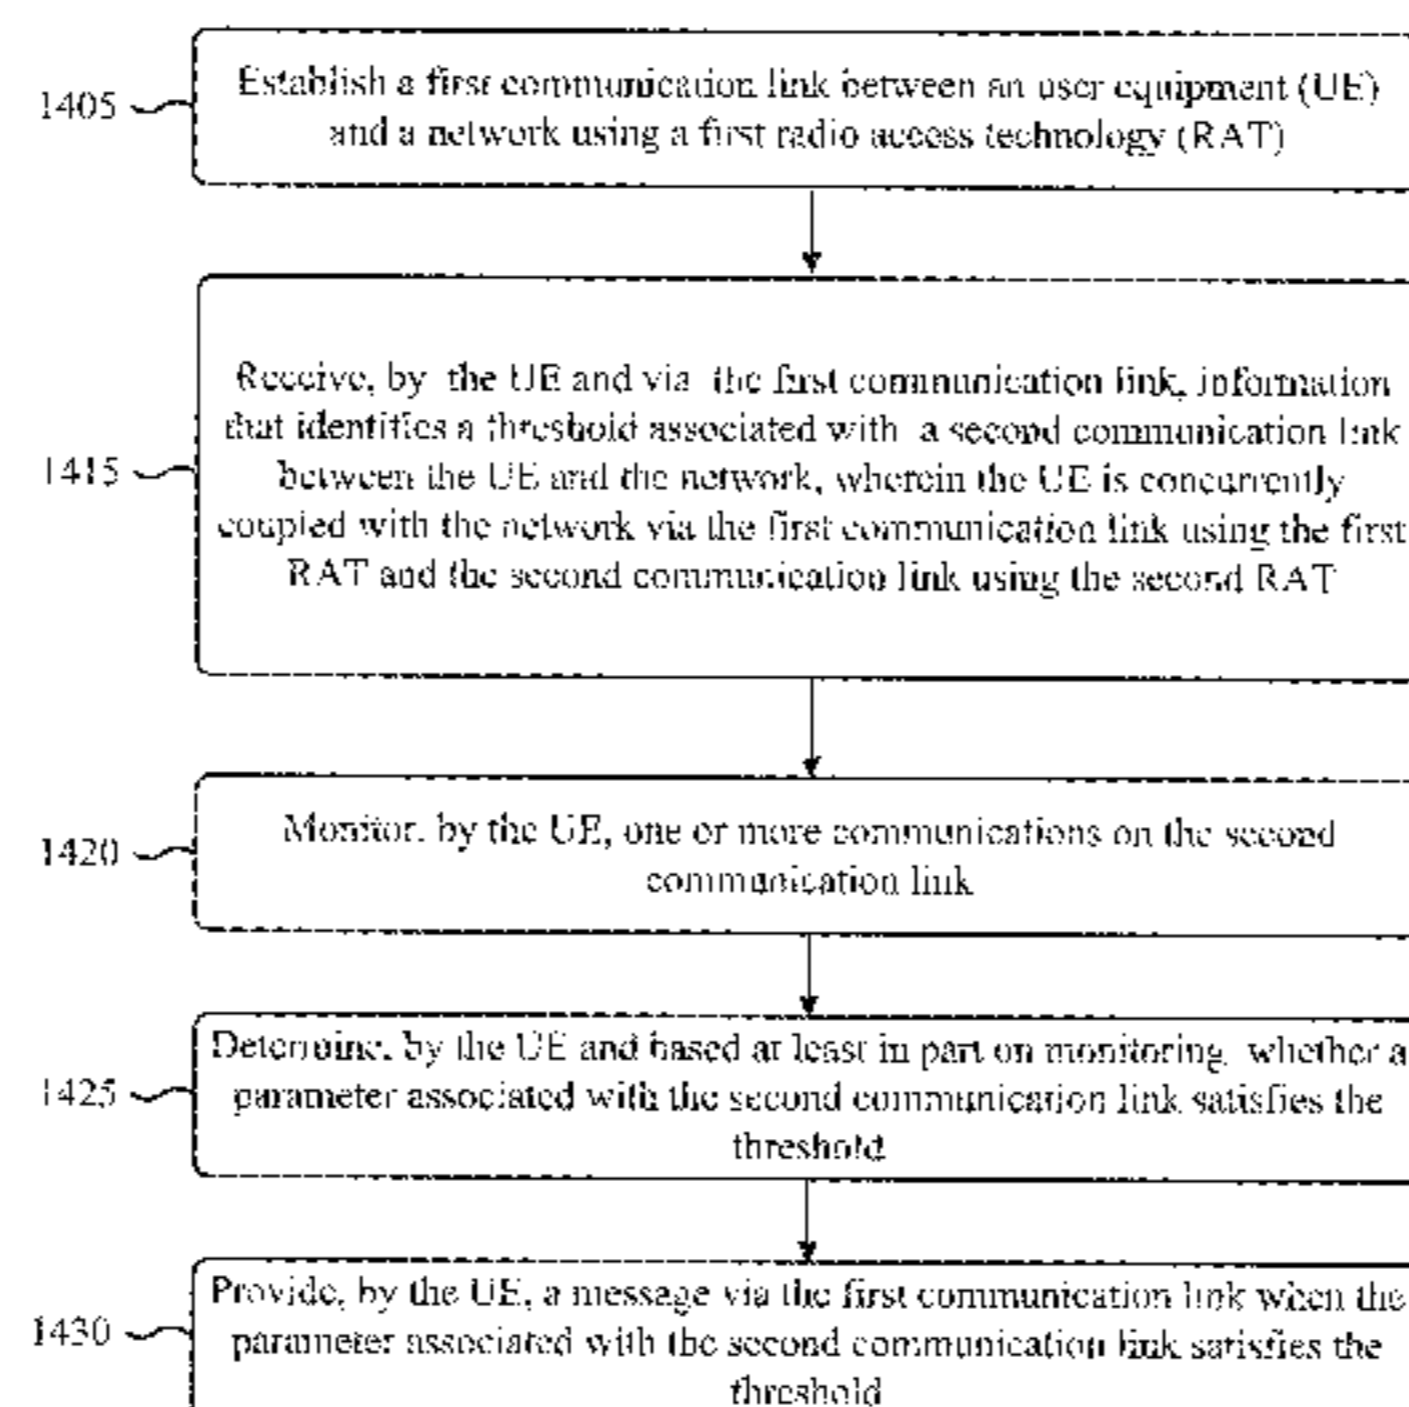 1405
Establish a first communication link between an user equipment (UE)
and a network using a first radio access technology (RAT)
1415
Receive, by the UE and via the first communication link, information
that identifies a threshold associated with a second communication link
between the UE and the network, wherein the UE is concurrently
coupled with the network via the first communication link using the first
RAT and the second communication link using the second RAT
1420
Monitor, by the UE, one or more communications on the second
communication link
1425
Determine, by the UE and based at least in part on monitoring, whether a
parameter associated with the second communication link satisfies the
threshold
1430
Provide, by the UE, a message via the first communication link when the
parameter associated with the second communication link satisfies the
threshold